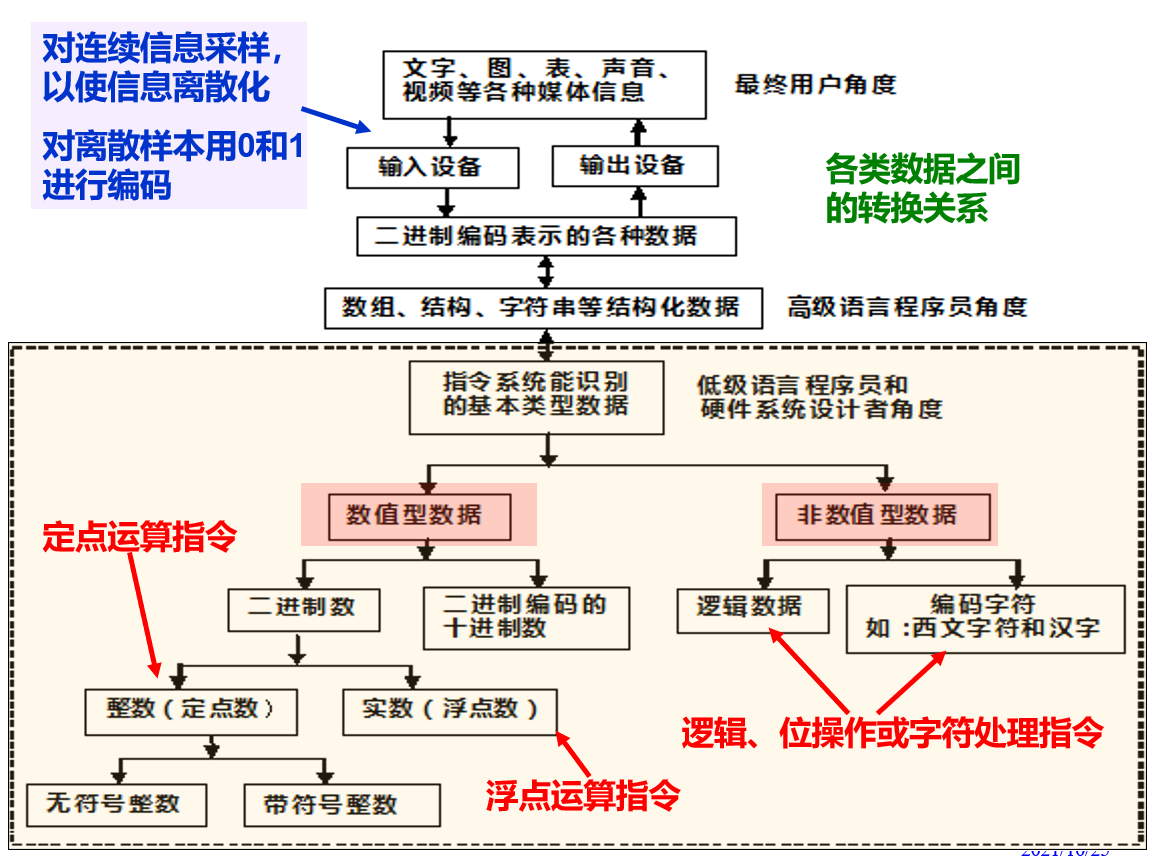 对连续信息采样，
以使信息离散化
对离散样本用0和1
进行编码
文字、图、表、声音、
视频等各种媒体信息
最终用户角度
输入设备
输出设备
各类数据之间
的转换关系
二进制编码表示的各种数据
数组、结构、字符串等结构化数据
高级语言程序员角度
指令系统能识别
的基本类型数据
低级语言程序员和
硬件系统设计者角度
数值型数据
非数值型数据
定点运算指令
二进制数
二进制编码的
十进制数
逻辑数据
编码字符
如：西文字符和汉字
整数（定点数）
实数（浮点数）
逻辑、位操作或字符处理指令
浮点运算指令
无符号整数
带符号整数